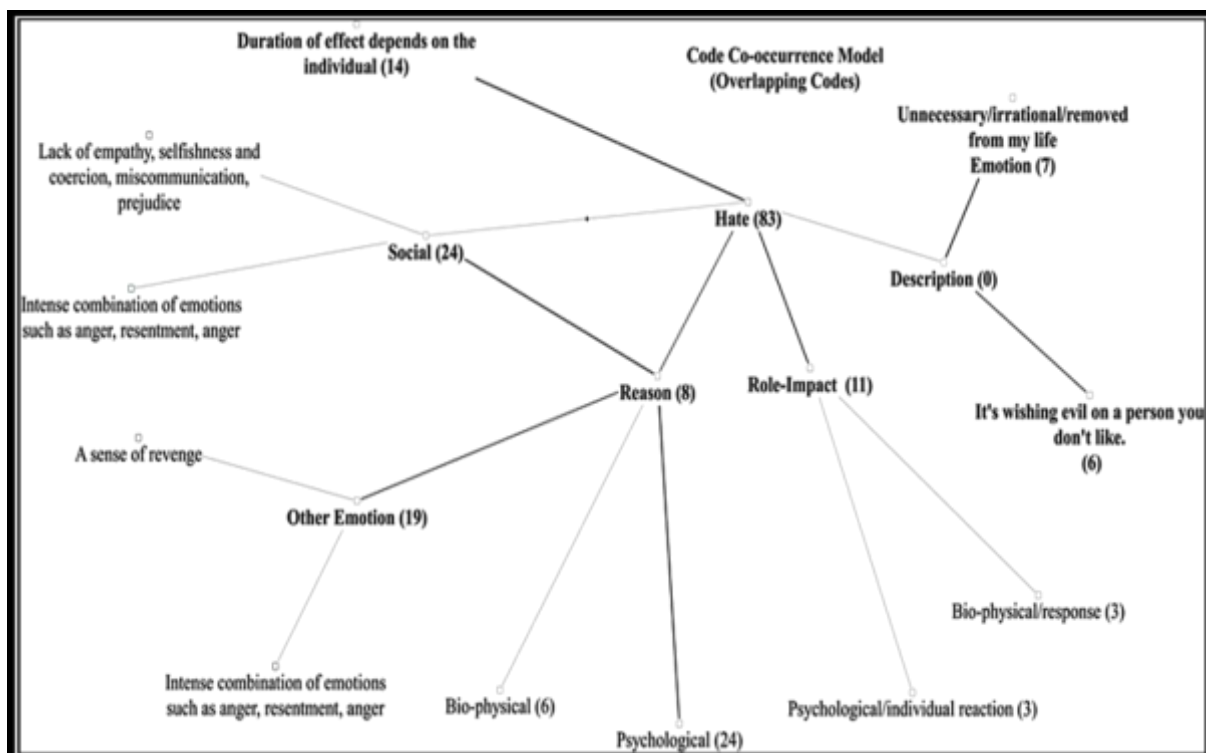 Duration of effect depends on the
individual (14)
Code Co-occurrence Model
(Overlapping Codes)
Unnecessary/irrational/removed
from my life
Emotion (7)
Lack of empathy, selfishness and
coercion, miscommunication,
prejudice
Hate (83)
Social (24)
Description (0)
Intense combination of emotions
such as anger, resentment, anger
Reason (8)
Role-Impact (11)
It's wishing evil on a person you
don't like.
(6)
A sense of revenge
Other Emotion (19)
Bio-physical/response (3)
Intense combination of emotions
such as anger, resentment, anger
Bio-physical (6)
Psychological/individual reaction (3)
Psychological (24)